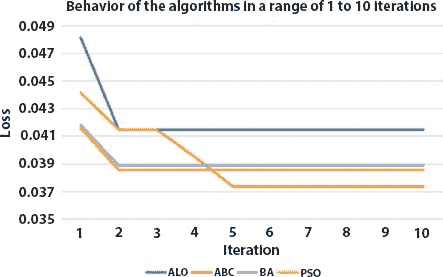 Behavior of the algorithms in a range of 1 to 10 iterations
0.049
0.047
0.045
0.043
0.041
0.039
0.037
0.035
Loss
1 2 3 4 5 6 7 8 9 10
Iteration
ALO ABC BA PSO